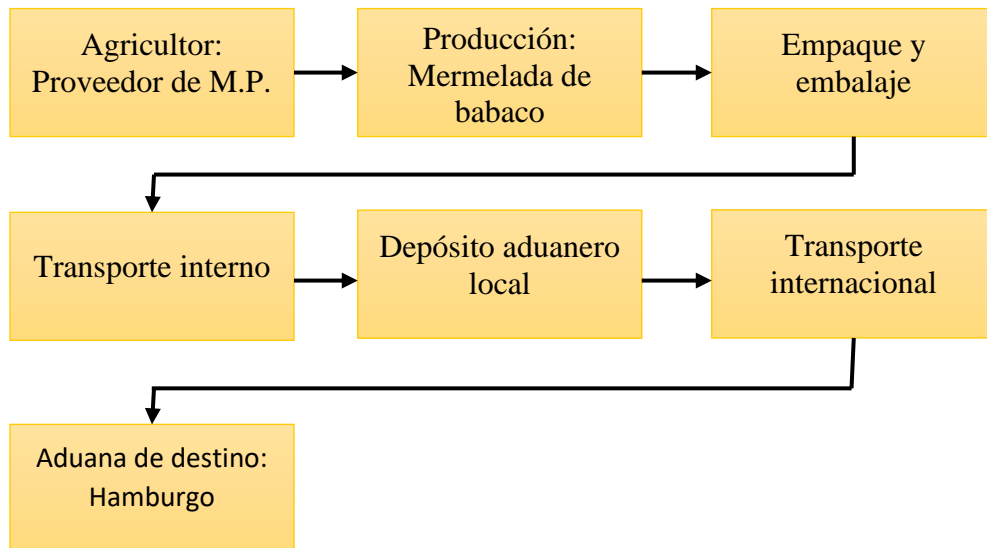 Agricultor:
Proveedor de M.P.
Producción:
Mermelada de
babaco
Empaque y
embalaje
Transporte interno
Depósito aduanero
local
Transporte
internacional
Aduana de destino:
Hamburgo